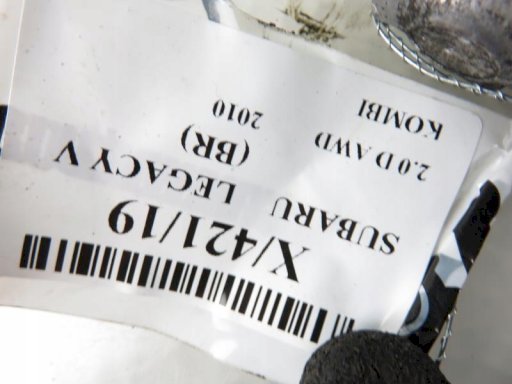 X/421/19
SUBARU LEGACY V
2.0 D AWD (BR)
KOMBI 2010